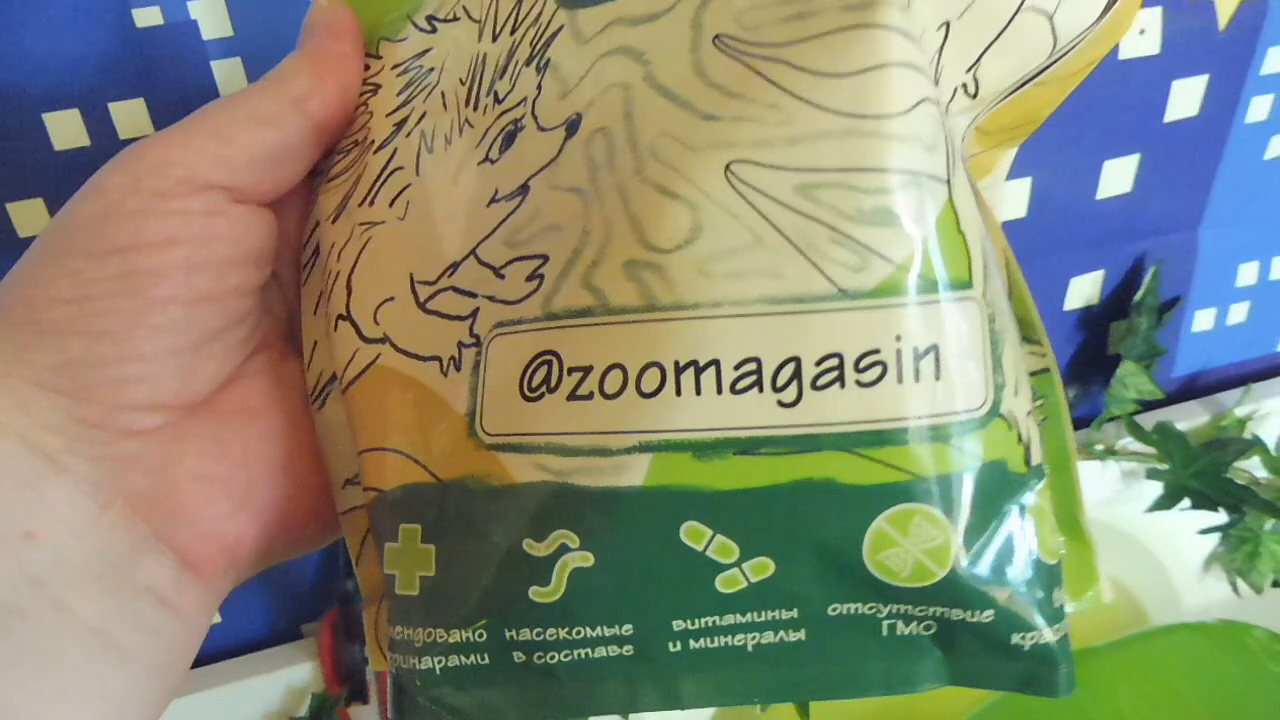 @zoomagasin
насекомые
в составе
витамины
и минералы
отсутствие
ГМО